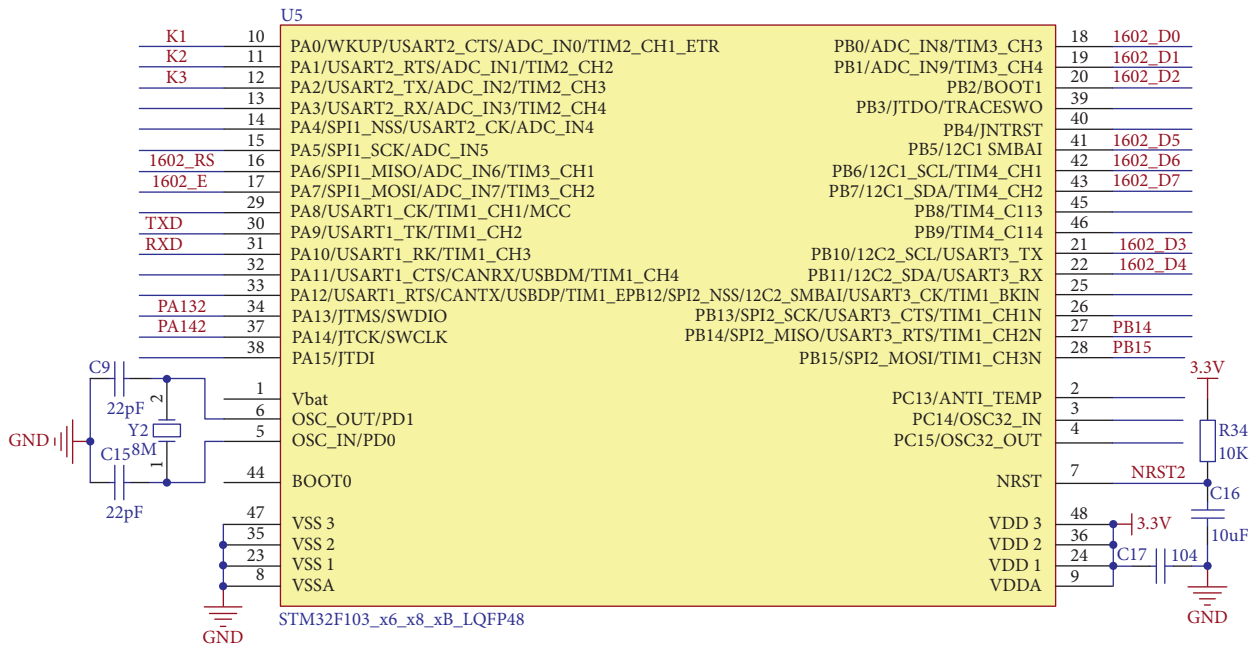 U5
K1 10 PA0/WKUP/USART2_CTS/ADC_IN0/TIM2_CH1_ETR PB0/ADC_IN8/TIM3_CH3 18 1602_D0
K2 11 PA1/USART2_RTS/ADC_IN1/TIM2_CH2 PB1/ADC_IN9/TIM3_CH4 19 1602_D1
K3 12 PA2/USART2_TX/ADC_IN2/TIM2_CH3 PB2/BOOT1 20 1602_D2
13 PA3/USART2_RX/ADC_IN3/TIM2_CH4 PB3/JTDO/TRACESWO 39
14 PA4/SPI1_NSS/USART2_CK/ADC_IN4 PB4/JNTRST 40
15 PA5/SPI1_SCK/ADC_IN5 PB5/12C1 SMBAI 41 1602_D5
1602_RS 16 PA6/SPI1_MISO/ADC_IN6/TIM3_CH1 PB6/12C1_SCL/TIM4_CH1 42 1602_D6
1602_E 17 PA7/SPI1_MOSI/ADC_IN7/TIM3_CH2 PB7/12C1_SDA/TIM4_CH2 43 1602_D7
29 PA8/USART1_CK/TIM1_CH1/MCC PB8/TIM4_C113 45
TXD 30 PA9/USART1_TK/TIM1_CH2 PB9/TIM4_C114 46
RXD 31 PA10/USART1_RK/TIM1_CH3 PB10/12C2_SCL/USART3_TX 21 1602_D3
32 PA11/USART1_CTS/CANRX/USBDM/TIM1_CH4 PB11/12C2_SDA/USART3_RX 22 1602_D4
33 PA12/USART1_RTS/CANTX/USBDP/TIM1_EPB12/SPI2_NSS/12C2_SMBAI/USART3_CK/TIM1_BKIN 25
PA132 34 PA13/JTMS/SWDIO PB13/SPI2_SCK/USART3_CTS/TIM1_CH1N 26
PA142 37 PA14/JTCK/SWCLK PB14/SPI2_MISO/USART3_RTS/TIM1_CH2N 27 PB14
38 PA15/JTDI PB15/SPI2_MOSI/TIM1_CH3N 28 PB15
C9 3.3V
1 Vbat PC13/ANTI_TEMP 2
22pF 2 6 OSC_OUT/PD1 PC14/OSC32_IN 3
GND Y2 5 OSC_IN/PD0 PC15/OSC32_OUT 4 R34
C15 8M 1 10K
44 BOOT0 NRST 7 NRST2
22pF C16
47 VSS 3 VDD 3 48 3.3V
35 VSS 2 VDD 2 36 10uF
23 VSS 1 VDD 1 24 C17 104
8 VSSA VDDA 9
GND STM32F103_x6_x8_xB_LQFP48 GND